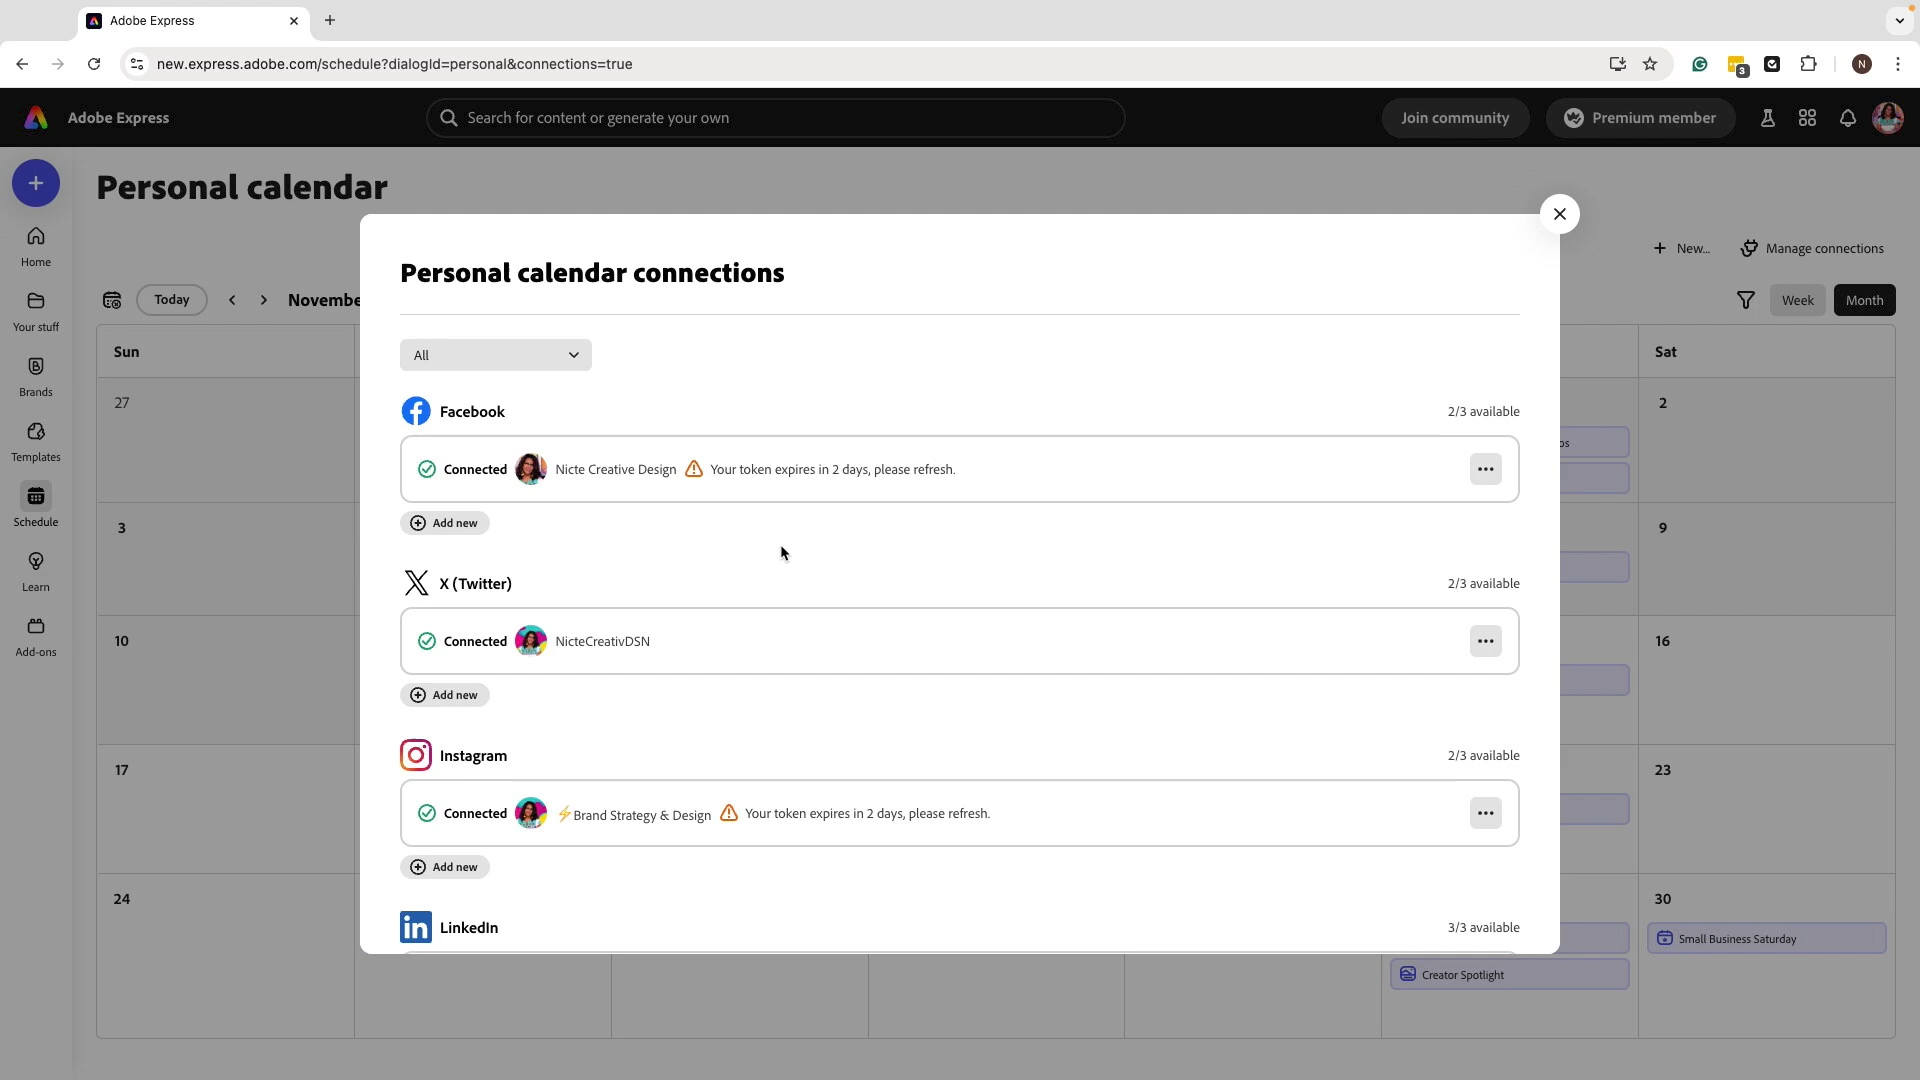 Adobe Express
new.express.adobe.com/schedule?dialogId=personal&connections=true
3
N
Adobe Express
Search for content or generate your own
Join community
Premium member
Personal calendar
Home
Your stuff
Brands
Templates
Schedule
Learn
Add-ons
New...
Manage connections
Today
Novembe
Week
Month
Sun
Sat
27
2
3
9
10
16
17
23
24
30
os
Small Business Saturday
Creator Spotlight
Personal calendar connections
All
Facebook
2/3 available
Connected
Nicte Creative Design
Your token expires in 2 days, please refresh.
Add new
X (Twitter)
2/3 available
Connected
NicteCreativDSN
Add new
Instagram
2/3 available
Connected
⚡Brand Strategy & Design
Your token expires in 2 days, please refresh.
Add new
LinkedIn
3/3 available